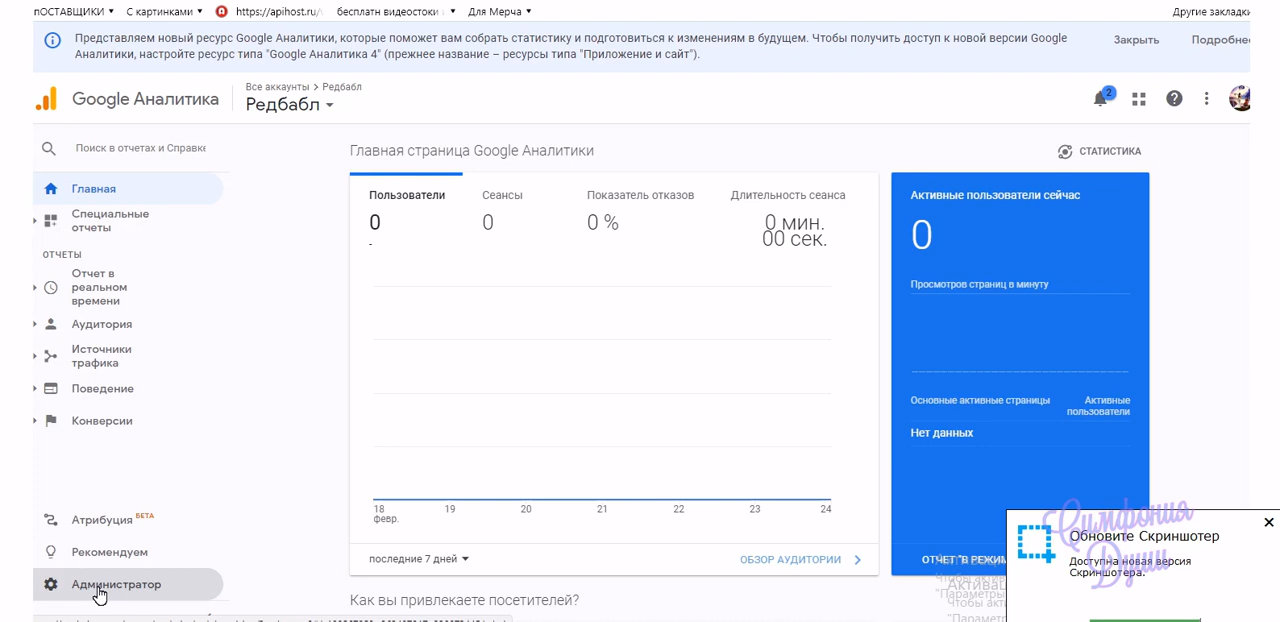 пОСТАВЩИКИ
С картинками
https://apihost.ru/
бесплатн видеостоки
Для Мерча
Другие закладки
Представляем новый ресурс Google Аналитики, которые поможет вам собрать статистику и подготовиться к изменениям в будущем. Чтобы получить доступ к новой версии Google
Аналитики, настройте ресурс типа "Google Аналитика 4" (прежнее название – ресурсы типа "Приложение и сайт").
Закрыть
Подробнее
Google Аналитика
Все аккаунты > Редбабл
Редбабл
2
Поиск в отчетах и Справке
Главная
Специальные
отчеты
ОТЧЕТЫ
Отчет в
реальном
времени
Аудитория
Источники
трафика
Поведение
Конверсии
Атрибуция БЕТА
Рекомендуем
Администратор
Главная страница Google Аналитики
СТАТИСТИКА
Пользователи
0
-
Сеансы
0
Показатель отказов
0 %
Длительность сеанса
0 мин.
00 сек.
18
февр.
19
20
21
22
23
24
последние 7 дней
ОБЗОР АУДИТОРИИ
Активные пользователи сейчас
0
Просмотров страниц в минуту
Основные активные страницы
Активные
пользователи
Нет данных
ОТЧЕТ "В РЕЖИМ
Как вы привлекаете посетителей?
Симфония
Души
Обновите Скриншотер
Доступна новая версия
Скриншотера.
Чтобы акти
"Параметры